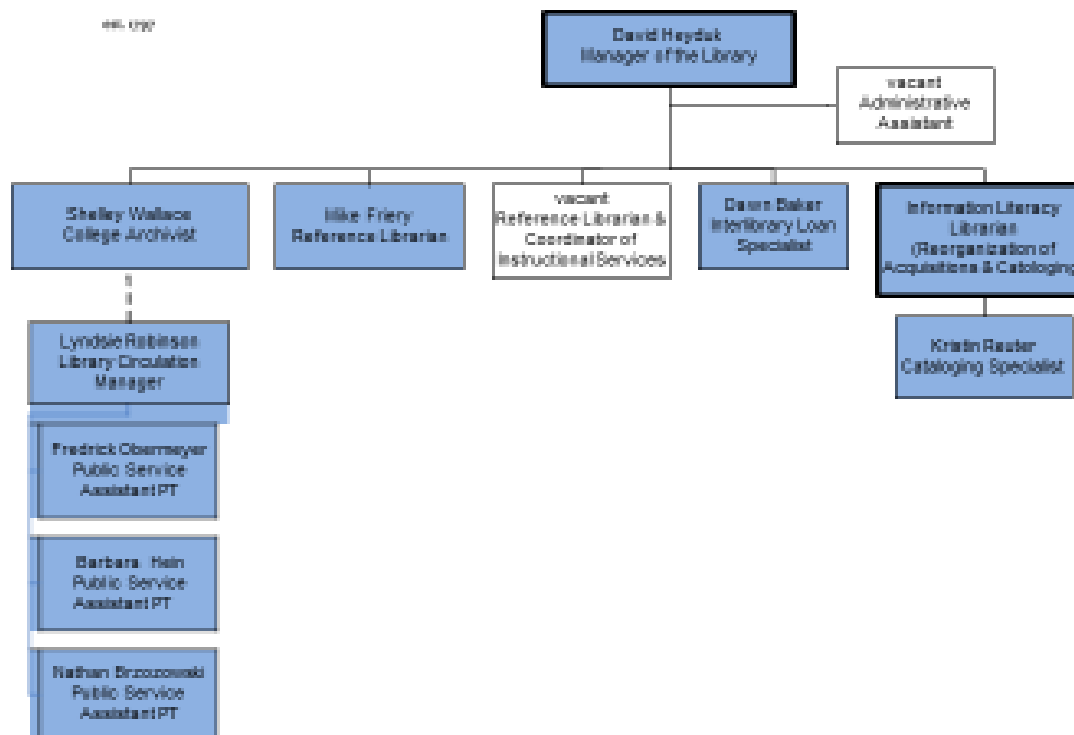 David Heyduk
Manager of the Library
vacant
Administrative
Assistant
Shelley Wallace
College Archivist
Mike Friery
Reference Librarian
vacant
Reference Librarian &
Coordinator of
Instructional Services
Dawn Baker
Interlibrary Loan
Specialist
Information Literacy
Librarian
(Reorganization of
Acquisitions & Cataloging
Lyndsie Robinson
Library Circulation
Manager
Kristin Reuter
Cataloging Specialist
Fredrick Obermeyer
Public Service
Assistant PT
Barbara Hein
Public Service
Assistant PT
Nathan Brzozowski
Public Service
Assistant PT